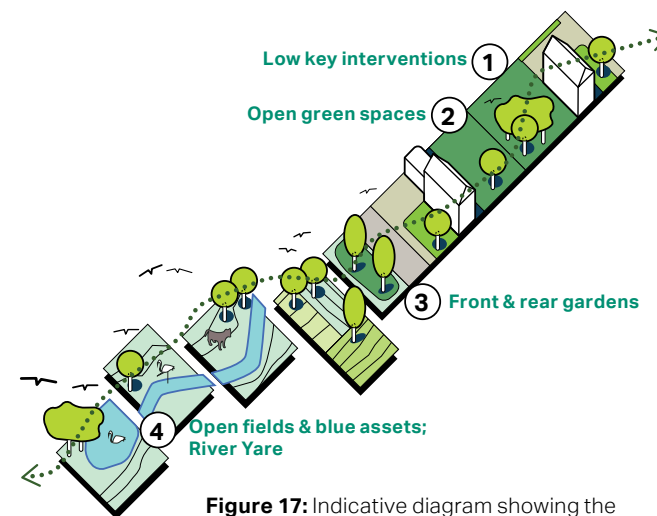 Low key interventions 1
Open green spaces 2
3 Front & rear gardens
4 Open fields & blue assets;
River Yare
Figure 17: Indicative diagram showing the